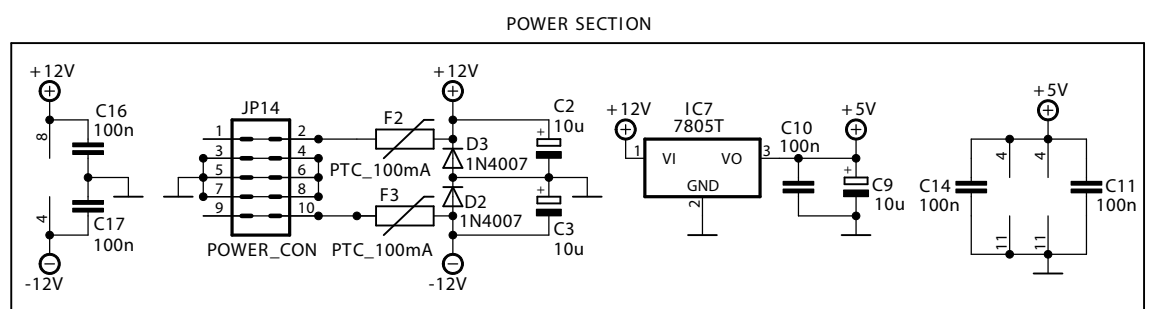 POWER SECTION
+12V
8
C16
100n
4
C17
100n
-12V
JP14
1 2
3 4
5 6
7 8
9 10
POWER_CON
F2
PTC_100mA
F3
PTC_100mA
+12V
D3
1N4007
D2
1N4007
-12V
C2
10u
+
+
C3
10u
+12V
1
IC7
7805T
VI VO
GND
2
3
C10
100n
+5V
+
C9
10u
+5V
4 4
C14
100n
C11
100n
11 11